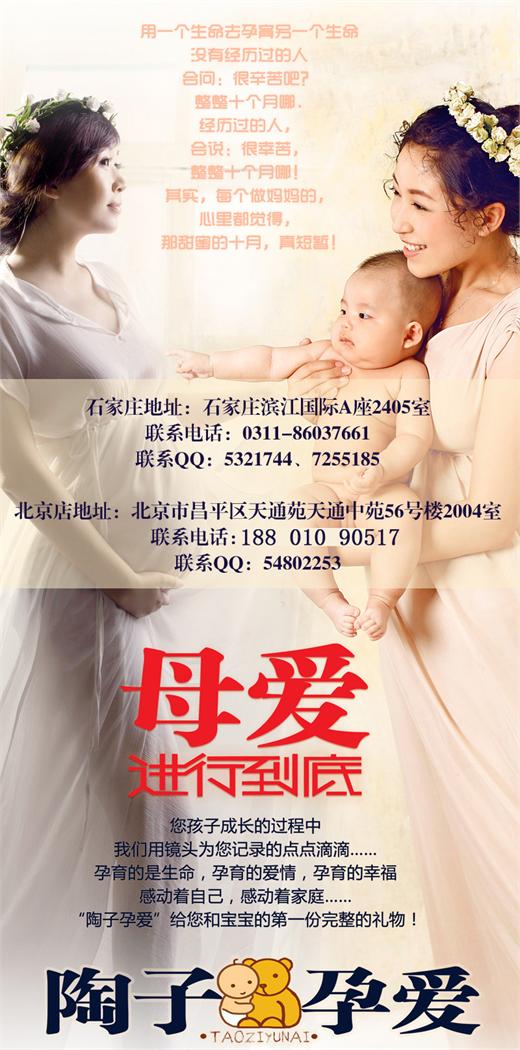 用一个生命去孕育另一个生命
没有经历过的人
会问：很辛苦吧？
整整十个月哪.
经历过的人，
会说：很辛苦，
整整十个月哪！
其实，每个做妈妈的，
心里都觉得，
那甜蜜的十月，真短暂！
石家庄地址：石家庄滨江国际A座2405室
联系电话：0311-86037661
联系QQ：5321744、7255185
北京店地址：北京市昌平区天通苑天通中苑56号楼2004室
联系电话:188 010 90517
联系QQ：54802253
母爱
进行到底
您孩子成长的过程中
我们用镜头为您记录的点点滴滴......
孕育的是生命，孕育的爱情，孕育的幸福
感动着自己，感动着家庭......
“陶子孕爱”给您和宝宝的第一份完整的礼物！
陶子孕爱
·TAOZIYUNAI·